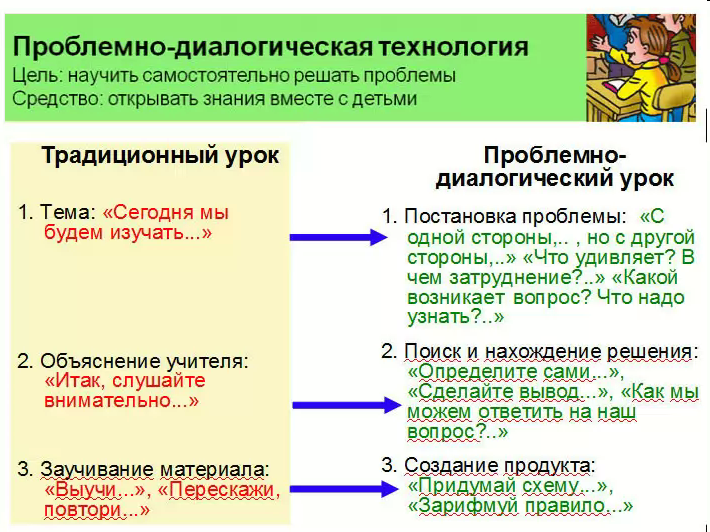 Проблемно-диалогическая технология
Цель: научить самостоятельно решать проблемы
Средство: открывать знания вместе с детьми
Традиционный урок
1. Тема: «Сегодня мы
будем изучать...»
2. Объяснение учителя:
«Итак, слушайте
внимательно...»
3. Заучивание материала:
«Выучи...», «Перескажи,
повтори...»
Проблемно-
диалогический урок
1. Постановка проблемы: «С
одной стороны,.. , но с другой
стороны,..» «Что удивляет? В
чем затруднение?..» «Какой
возникает вопрос? Что надо
узнать?..»
2. Поиск и нахождение решения:
«Определите сами...»,
«Сделайте вывод...», «Как мы
можем ответить на наш
вопрос?..»
3. Создание продукта:
«Придумай схему...»,
«Зарифмуй правило...»